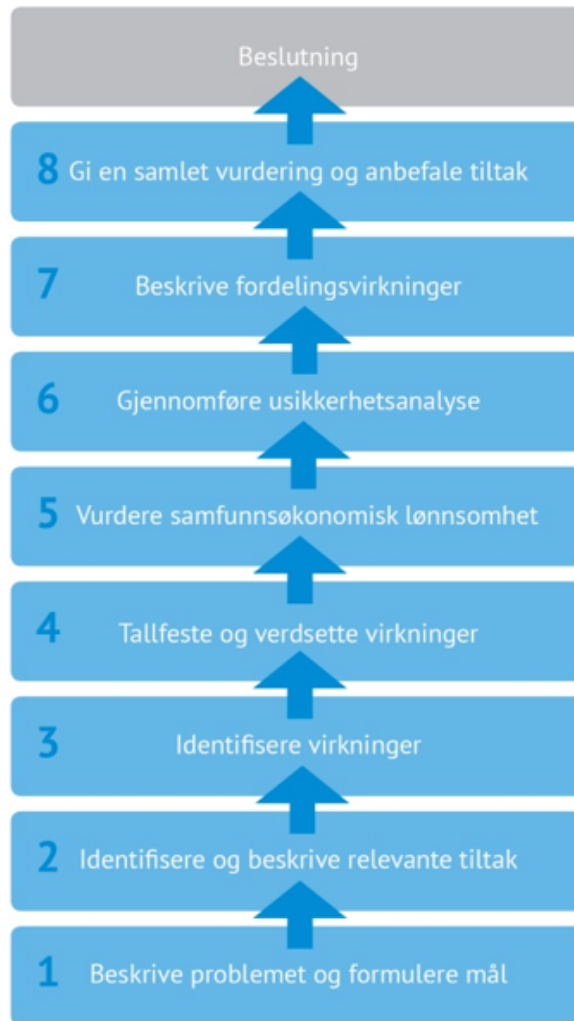 Beslutning
8 Gi en samlet vurdering og anbefale tiltak
7 Beskrive fordelingsvirkninger
6 Gjennomføre usikkerhetsanalyse
5 Vurdere samfunnsøkonomisk lønnsomhet
4 Tallfeste og verdsette virkninger
3 Identifisere virkninger
2 Identifisere og beskrive relevante tiltak
1 Beskrive problemet og formulere mål